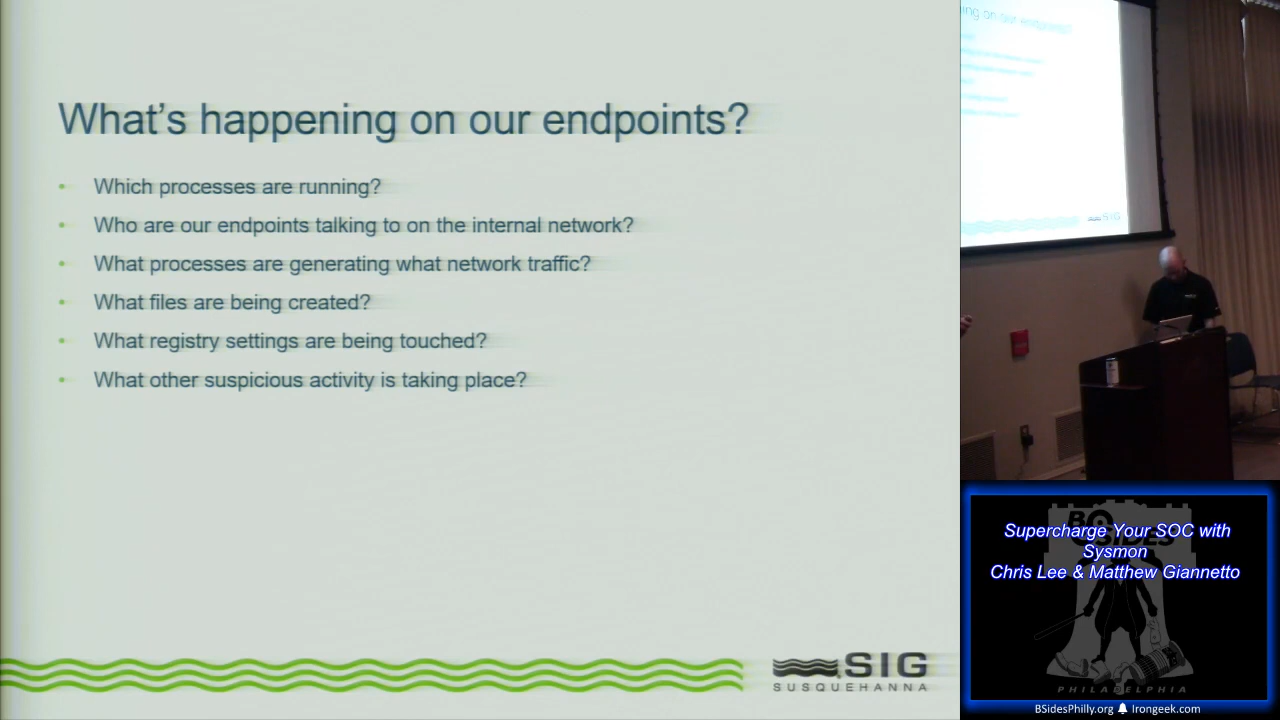 What's happening on our endpoints?
• Which processes are running?
• Who are our endpoints talking to on the internal network?
• What processes are generating what network traffic?
• What files are being created?
• What registry settings are being touched?
• What other suspicious activity is taking place?
SIG
SUSQUEHANNA
SIG
BSIDES
Supercharge Your SOC with
Sysmon
Chris Lee & Matthew Giannetto
PHILADELPHIA
BSidesPhilly.org Irongeek.com